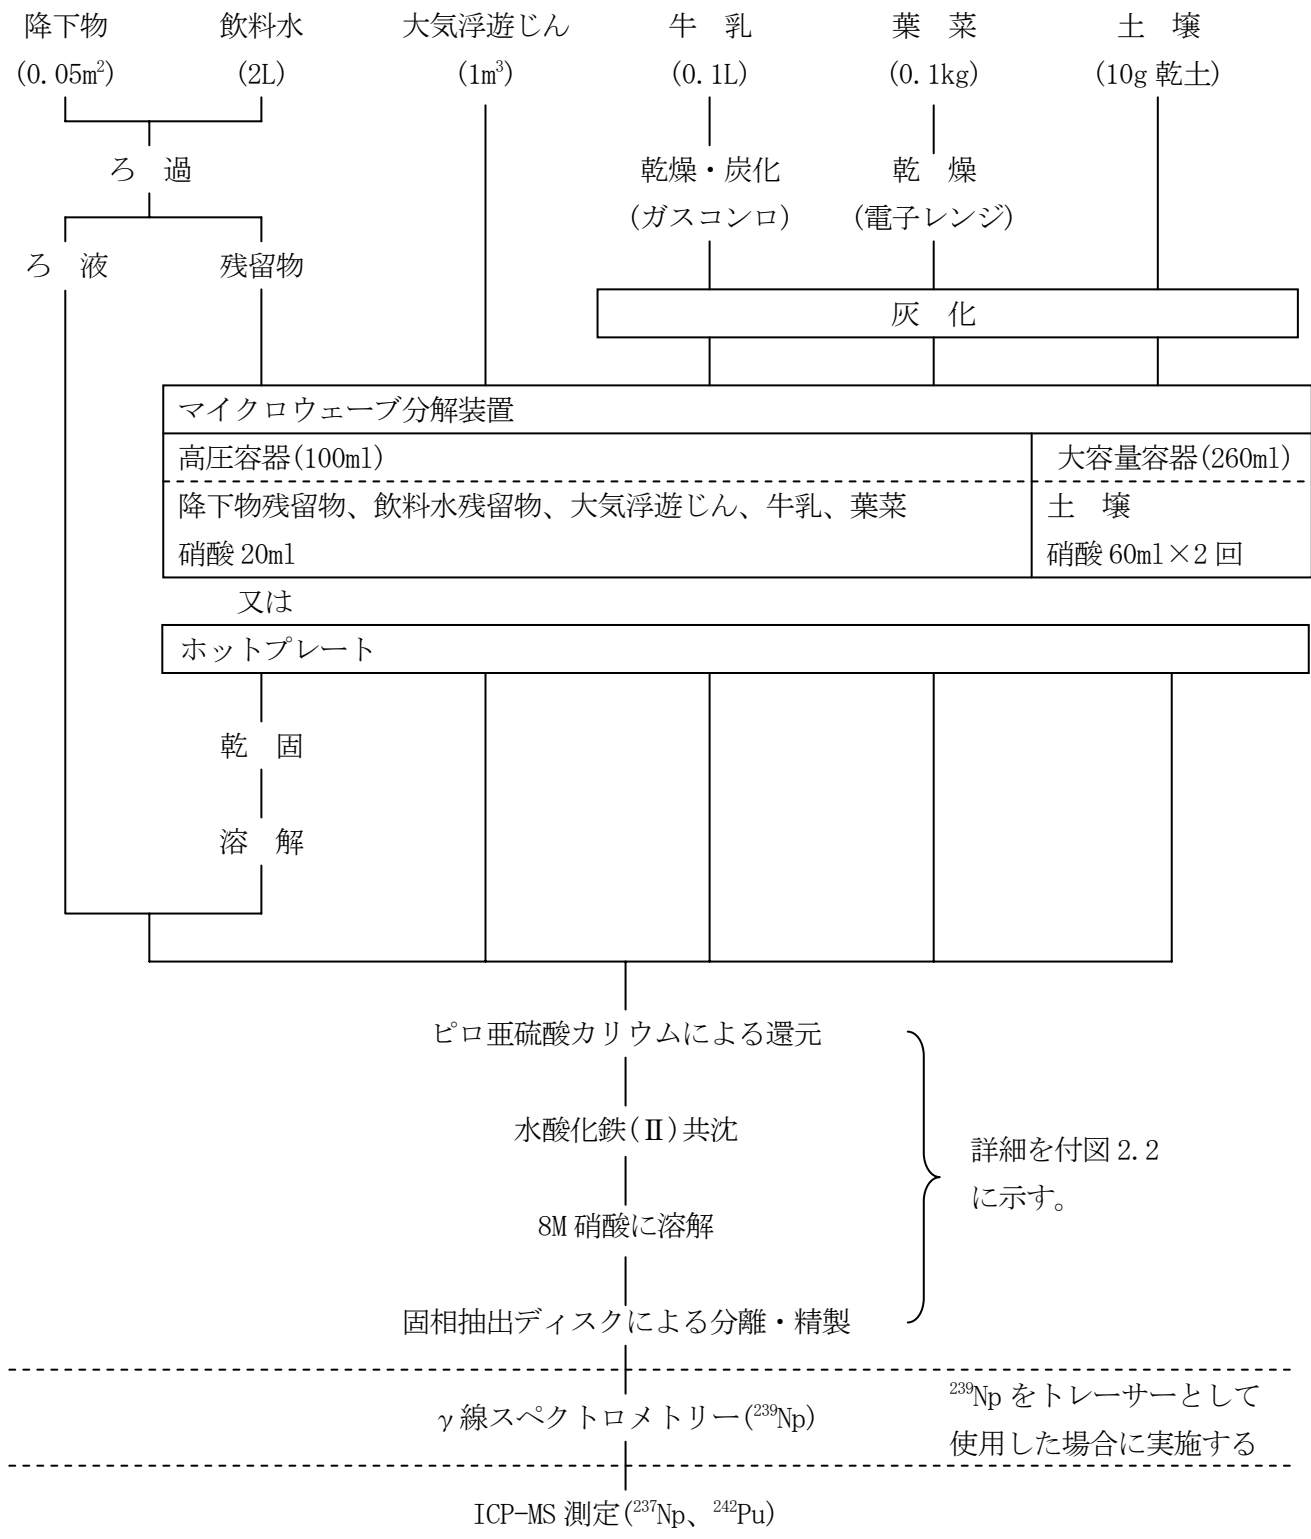 降下物 飲料水 大気浮遊じん 牛 乳 葉 菜 土 壌
(0.05m²) (2L) (1m³) (0.1L) (0.1kg) (10g 乾土)
ろ 過 乾燥・炭化 乾 燥
(ガスコンロ) (電子レンジ)
ろ 液 残留物
灰 化
マイクロウェーブ分解装置
高圧容器(100ml) 大容量容器(260ml)
降下物残留物、飲料水残留物、大気浮遊じん、牛乳、葉菜 土 壌
硝酸 20ml 硝酸 60ml×2 回
又は
ホットプレート
乾 固
溶 解
ピロ亜硫酸カリウムによる還元
水酸化鉄(Ⅱ)共沈
詳細を付図 2.2
に示す。
8M 硝酸に溶解
固相抽出ディスクによる分離・精製
γ線スペクトロメトリー(²³⁹Np)
²³⁹Np をトレーサーとして
使用した場合に実施する
ICP-MS 測定(²³⁷Np、²⁴²Pu)